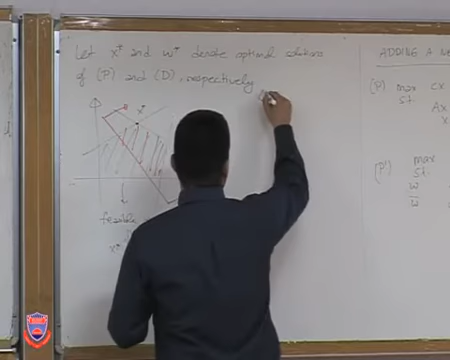 Let x* and w* denote optimal solutions
of (P) and (D), respectively
x*
feasible
x*
ADDING A NE
(P) max cx
st.
Ax
x
(P') max
st.
w
w